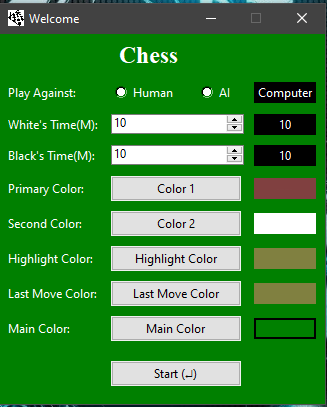 Welcome
Chess
Play Against: Human AI Computer
White's Time(M): 10 10
Black's Time(M): 10 10
Primary Color: Color 1
Second Color: Color 2
Highlight Color: Highlight Color
Last Move Color: Last Move Color
Main Color: Main Color
Start (↵)